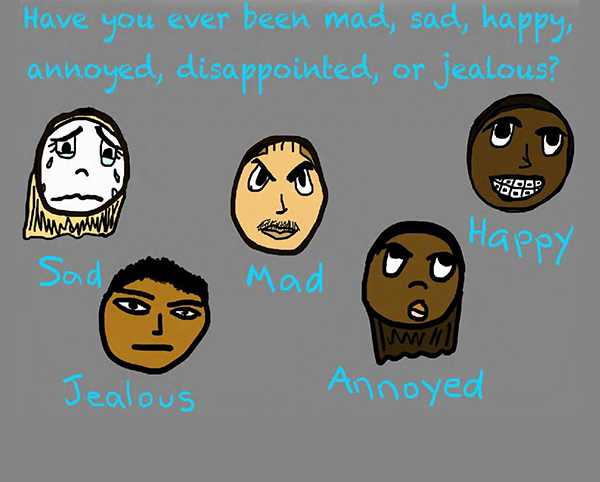 Have you ever been mad, sad, happy,
annoyed, disappointed, or jealous?
Happy
Sad
Mad
Annoyed
Jealous